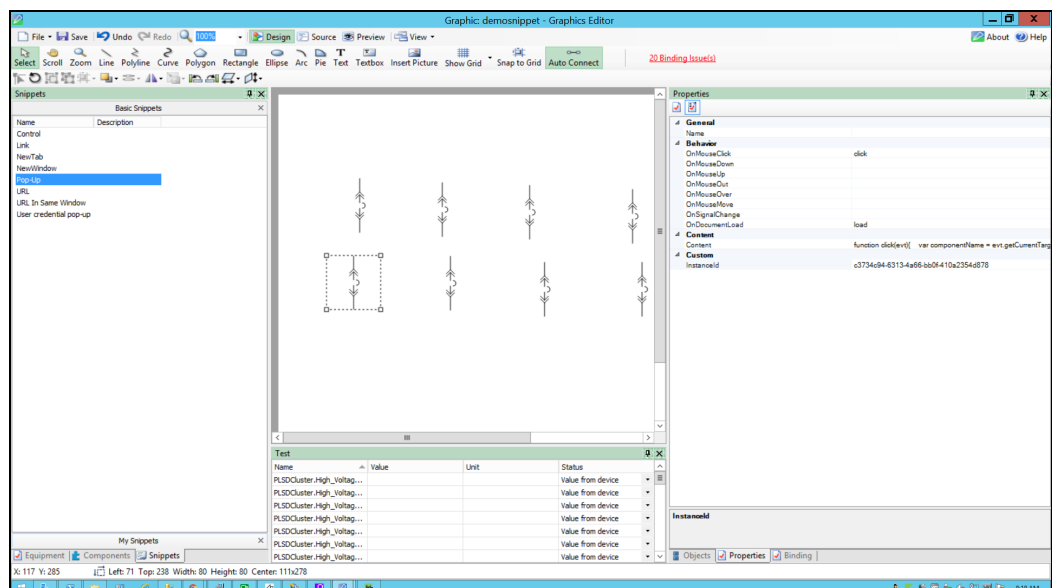 Graphic: demosnippet - Graphics Editor
File Save Undo Redo 100% Design Source Preview View About Help
Select Scroll Zoom Line Polyline Curve Polygon Rectangle Ellipse Arc Pie Text Textbox Insert Picture Show Grid Snap to Grid Auto Connect 20 Binding Issue(s)
Snippets
Basic Snippets
Name Description
Control
Link
NewTab
NewWindow
Pop-Up
URL
URL In Same Window
User credential pop-up
My Snippets
Equipment Components Snippets
Test
Name Value Unit Status
PLSDCluster.High_Voltag... Value from device
PLSDCluster.High_Voltag... Value from device
PLSDCluster.High_Voltag... Value from device
PLSDCluster.High_Voltag... Value from device
PLSDCluster.High_Voltag... Value from device
PLSDCluster.High_Voltag... Value from device
PLSDCluster.High_Voltag... Value from device
Properties
General
Name
Behavior
OnMouseClick click
OnMouseDown
OnMouseUp
OnMouseOut
OnMouseOver
OnMouseMove
OnSignalChange
OnDocumentLoad load
Content
Content function click(evt){ var componentName = evt.getCurrentTarg
Custom
InstanceId c3734c94-6313-4a66-bb0f-410a2354d878
InstanceId
Objects Properties Binding
X: 117 Y: 285 Left: 71 Top: 238 Width: 80 Height: 80 Center: 111x278